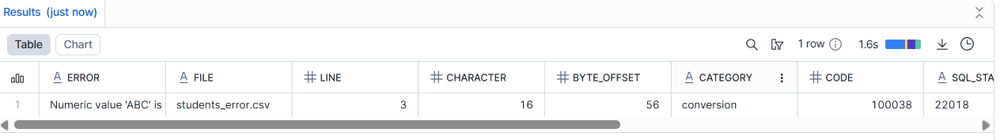 Results (just now)
Table Chart 1 row 1.6s
ERROR FILE LINE CHARACTER BYTE_OFFSET CATEGORY CODE SQL_STA
1 Numeric value 'ABC' is students_error.csv 3 16 56 conversion 100038 22018